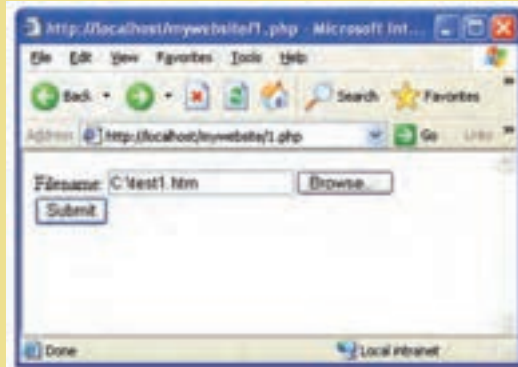 http://localhost/mywebsite/1.php - Microsoft Int...
File Edit View Favorites Tools Help
Back Search Favorites
Address http://localhost/mywebsite/1.php Go Links
Filename: C:\test1.htm Browse...
Submit
Done Local intranet